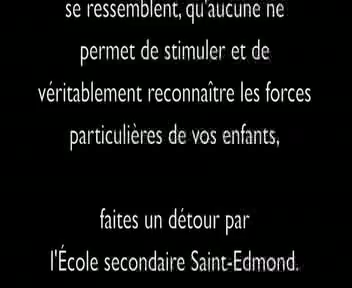 se ressemblent, qu'aucune ne
permet de stimuler et de
véritablement reconnaître les forces
particulières de vos enfants,
faites un détour par
l'École secondaire Saint-Edmond.